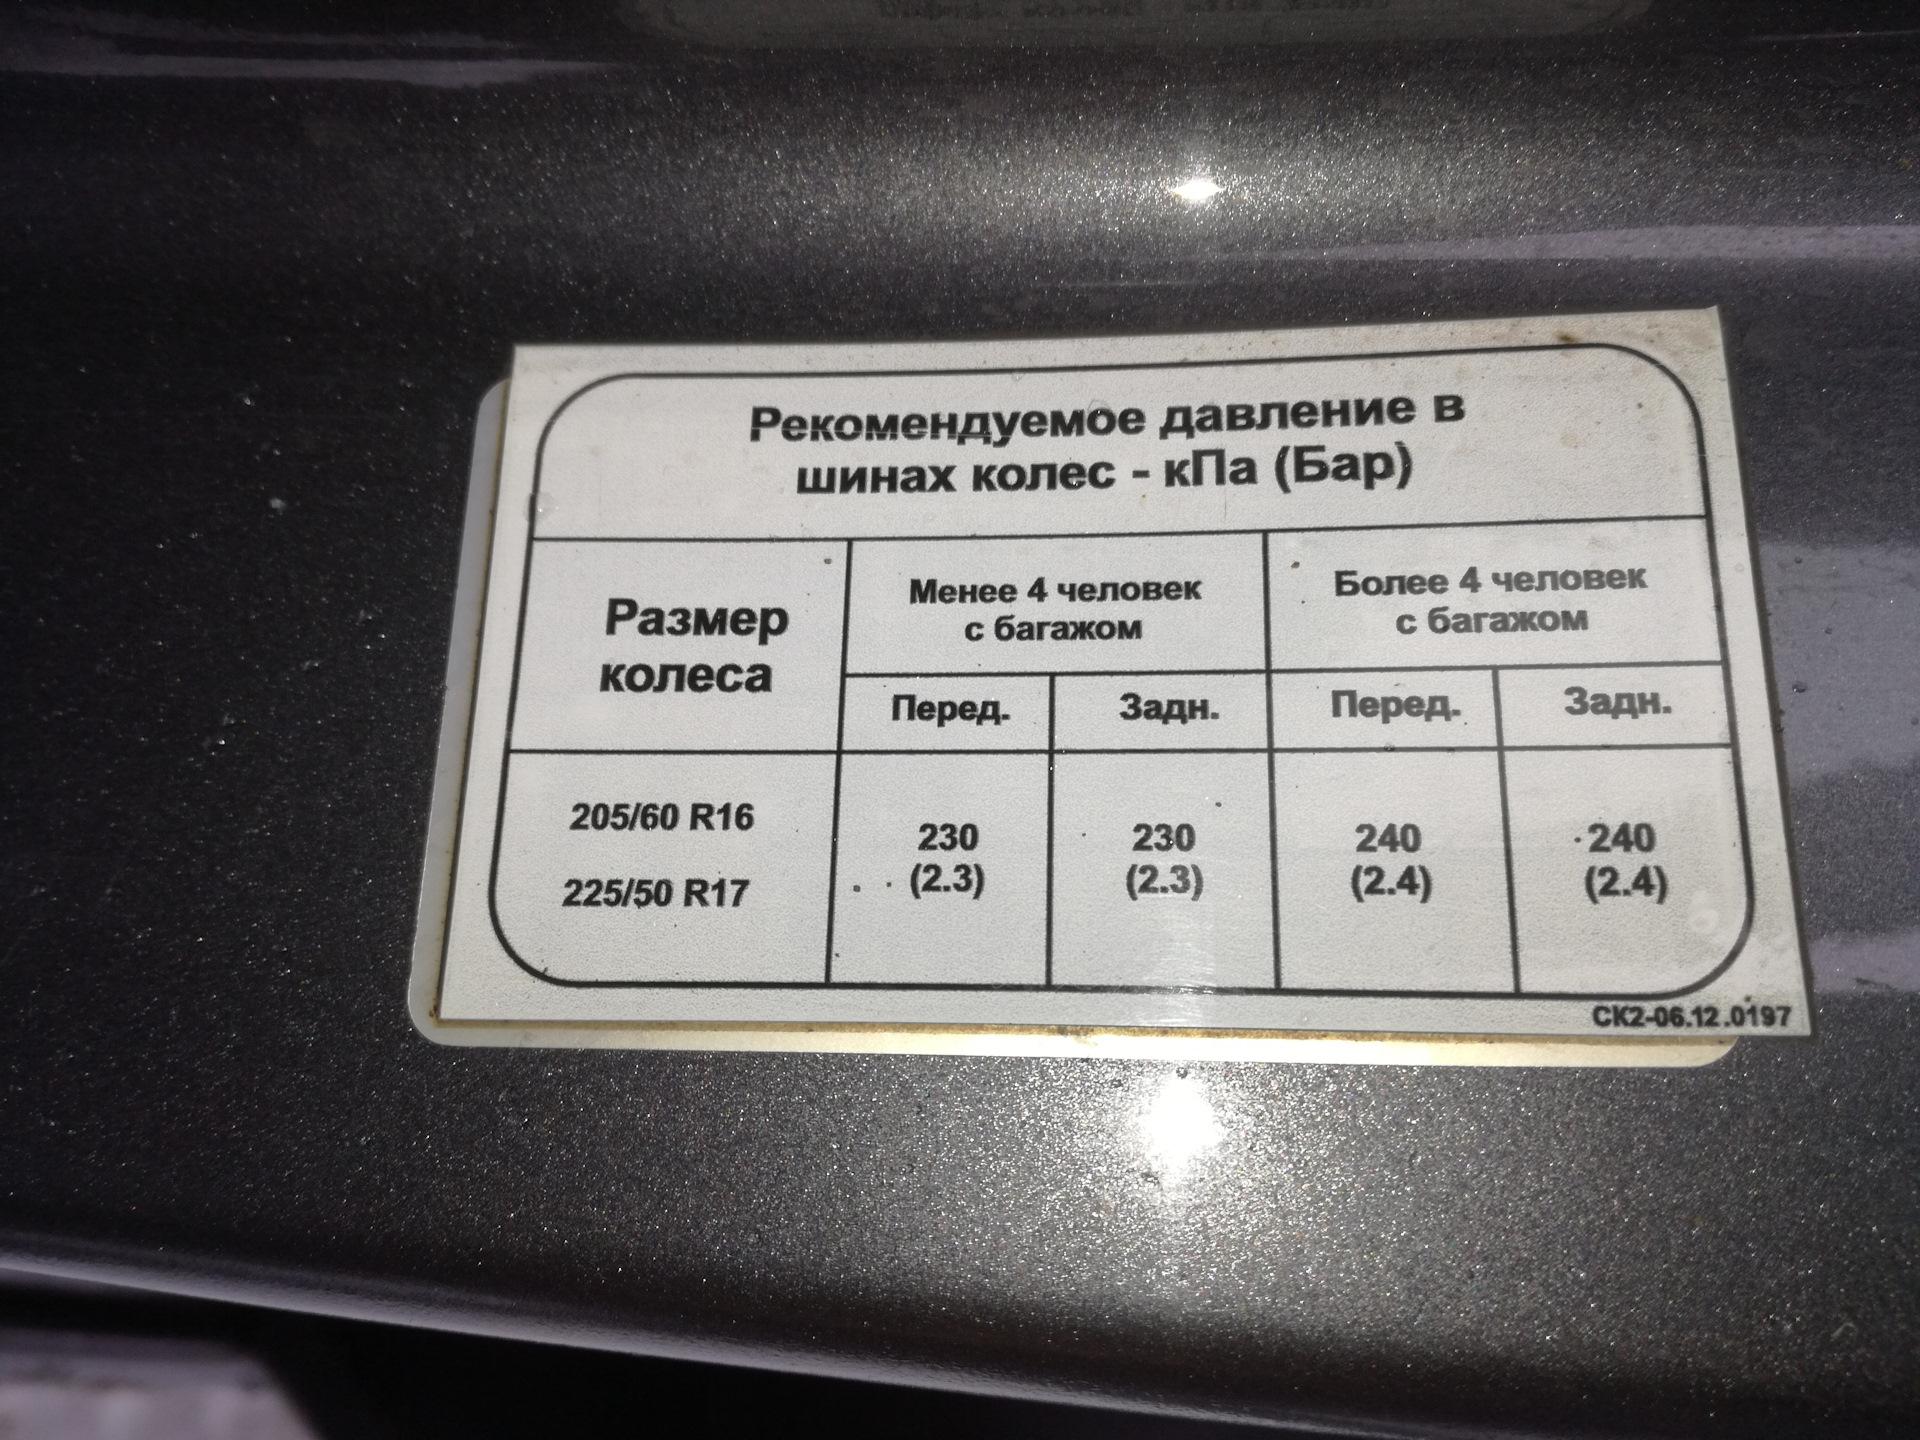 Рекомендуемое давление в
шинах колес - кПа (Бар)
Размер
колеса
Менее 4 человек
с багажом
Более 4 человек
с багажом
Перед.
Задн.
Перед.
Задн.
205/60 R16
225/50 R17
230
(2.3)
230
(2.3)
240
(2.4)
240
(2.4)
СК2-06.12.0197